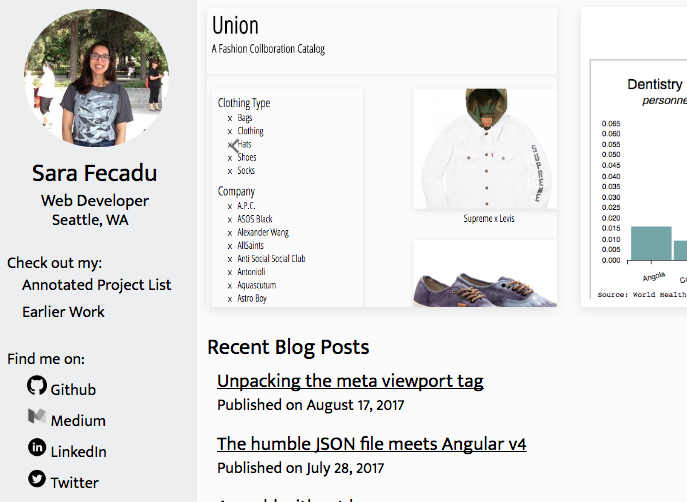 Sara Fecadu
Web Developer
Seattle, WA
Check out my:
Annotated Project List
Earlier Work
Find me on:
Github
Medium
LinkedIn
Twitter
Union
A Fashion Collboration Catalog
Clothing Type
x Bags
x Clothing
x Hats
x Shoes
x Socks
Company
x A.P.C.
x ASOS Black
x Alexander Wang
x AllSaints
x Anti Social Social Club
x Antonioli
x Aquascutum
x Astro Boy
SUPREME
Supreme x Levis
Dentistry
personne
0.065
0.060
0.055
0.050
0.045
0.040
0.035
0.030
0.025
0.020
0.015
0.010
0.005
0.000
Angola
Source: World Health
Recent Blog Posts
Unpacking the meta viewport tag
Published on August 17, 2017
The humble JSON file meets Angular v4
Published on July 28, 2017